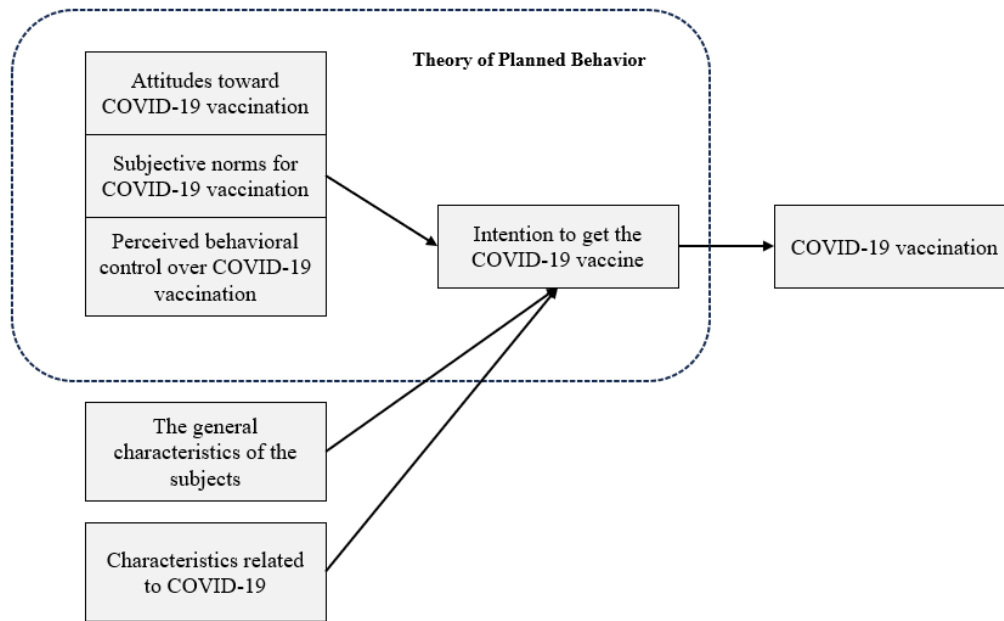 Theory of Planned Behavior
Attitudes toward
COVID-19 vaccination
Subjective norms for
COVID-19 vaccination
Perceived behavioral
control over COVID-19
vaccination
Intention to get the
COVID-19 vaccine
COVID-19 vaccination
The general
characteristics of the
subjects
Characteristics related
to COVID-19